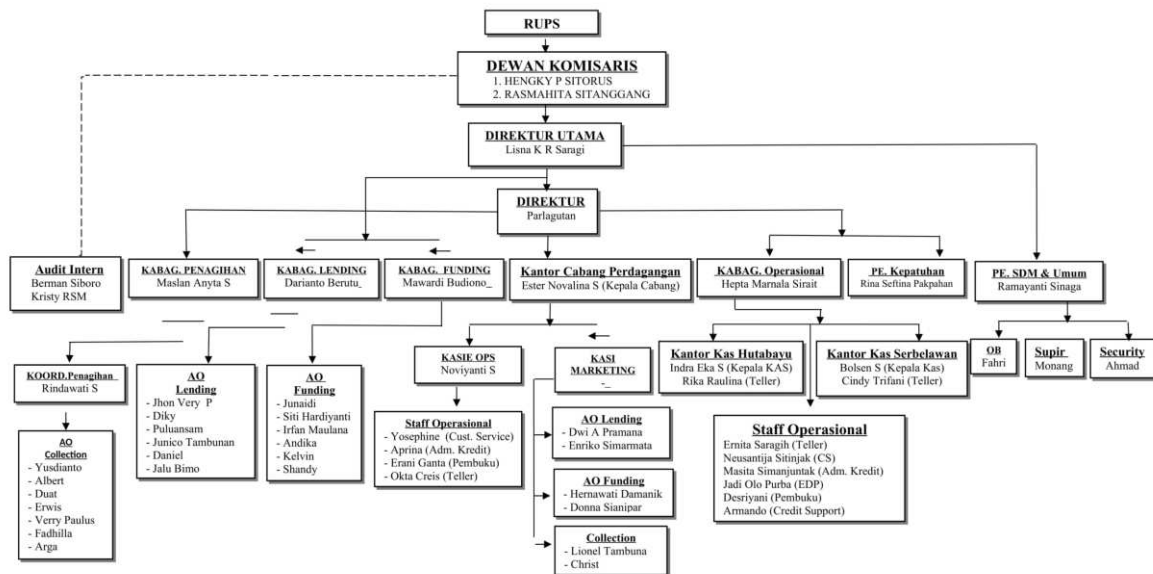 RUPS
DEWAN KOMISARIS
1. HENGKY P SITORUS
2. RASMAHITA SITANGGANG
DIREKTUR UTAMA
Lisna K R Saragi
DIREKTUR
Parlagutan
Audit Intern
Berman Siboro
Kristy RSM
KABAG. PENAGIHAN
Maslan Anyta S
KABAG. LENDING
Darianto Berutu_
KABAG. FUNDING
Mawardi Budiono_
Kantor Cabang Perdagangan
Ester Novalina S (Kepala Cabang)
KABAG. Operasional
Hepta Marnala Sirait
PE. Kepatuhan
Rina Seftina Pakpahan
PE. SDM & Umum
Ramayanti Sinaga
KOORD.Penagihan
Rindawati S
AO
Lending
- Jhon Very P
- Diky
- Puluansam
- Junico Tambunan
- Daniel
- Jalu Bimo
AO
Funding
- Junaidi
- Siti Hardiyanti
- Irfan Maulana
- Andika
- Kelvin
- Shandy
KASIE OPS
Noviyanti S
KASI
MARKETING
-_
Kantor Kas Hutabayu
Indra Eka S (Kepala KAS)
Rika Raulina (Teller)
Kantor Kas Serbelawan
Bolsen S (Kepala Kas)
Cindy Trifani (Teller)
OB
Fahri
Supir
Monang
Security
Ahmad
AO
Collection
- Yusdianto
- Albert
- Duat
- Erwis
- Verry Paulus
- Fadhilla
- Arga
Staff Operasional
- Yosephine (Cust. Service)
- Aprina (Adm. Kredit)
- Erani Ganta (Pembuku)
- Okta Creis (Teller)
AO Lending
- Dwi A Pramana
- Enriko Simarmata
AO Funding
- Hernawati Damanik
- Donna Sianipar
Collection
- Lionel Tambuna
- Christ
Staff Operasional
Ernita Saragih (Teller)
Neusantija Sitinjak (CS)
Masita Simanjuntak (Adm. Kredit)
Jadi Olo Purba (EDP)
Desriyani (Pembuku)
Armando (Credit Support)